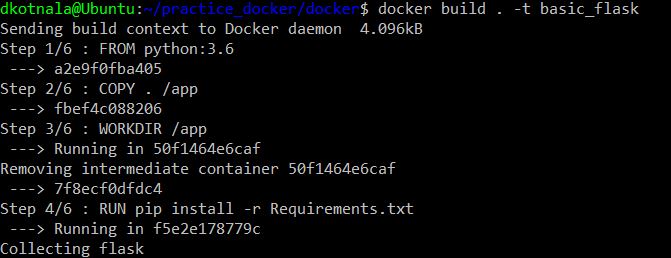 dkotnala@Ubuntu:~/practice_docker/docker$ docker build . -t basic_flask
Sending build context to Docker daemon  4.096kB
Step 1/6 : FROM python:3.6
 ---> a2e9f0fba405
Step 2/6 : COPY . /app
 ---> fbef4c088206
Step 3/6 : WORKDIR /app
 ---> Running in 50f1464e6caf
Removing intermediate container 50f1464e6caf
 ---> 7f8ecf0dfdc4
Step 4/6 : RUN pip install -r Requirements.txt
 ---> Running in f5e2e178779c
Collecting flask